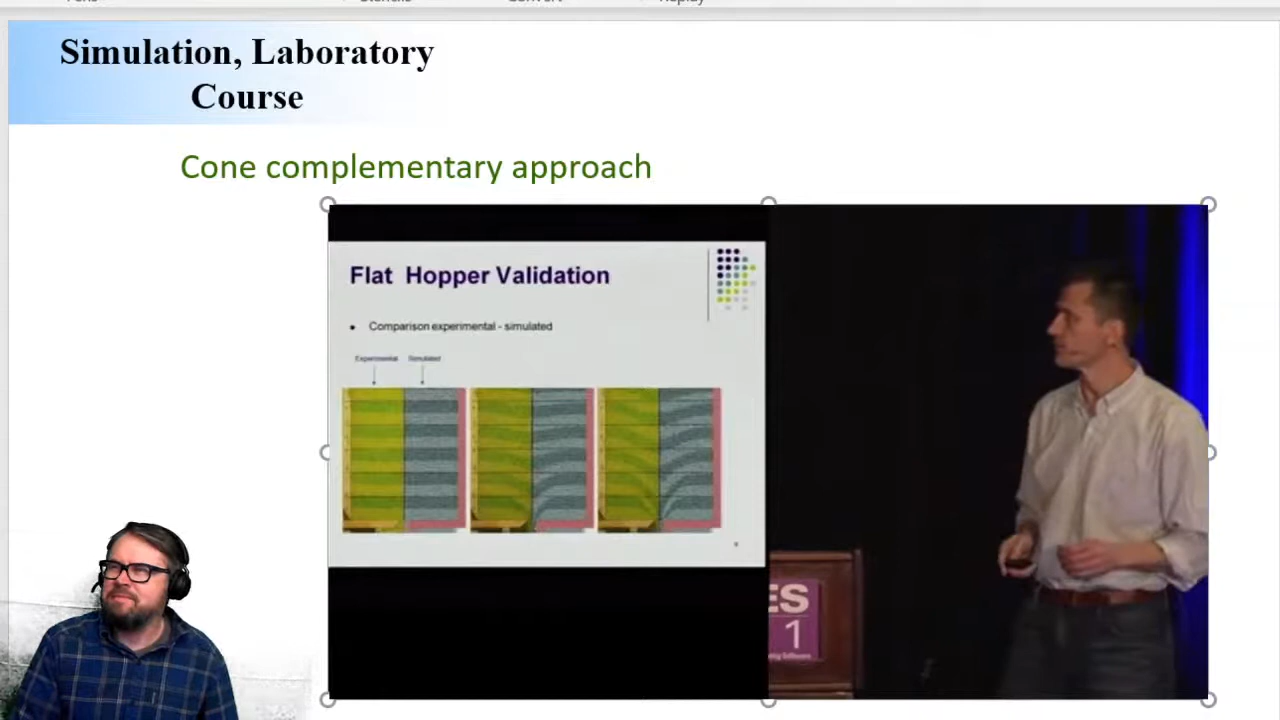 Simulation, Laboratory
Course
Cone complementary approach
Flat Hopper Validation
• Comparison experimental - simulated
Experimental Simulated
ES
1